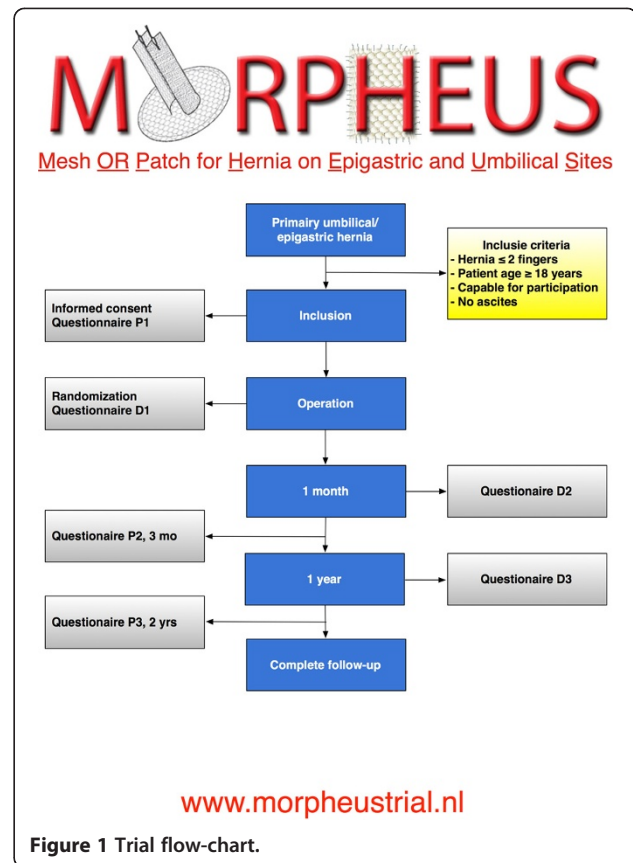 MORPHEUS
Mesh OR Patch for Hernia on Epigastric and Umbilical Sites
Primairy umbilical/
epigastric hernia
Inclusie criteria
- Hernia ≤ 2 fingers
- Patient age ≥ 18 years
- Capable for participation
- No ascites
Informed consent
Questionnaire P1
Inclusion
Randomization
Questionnaire D1
Operation
1 month
Questionaire D2
Questionaire P2, 3 mo
1 year
Questionaire D3
Questionaire P3, 2 yrs
Complete follow-up
www.morpheustrial.nl
Figure 1 Trial flow-chart.